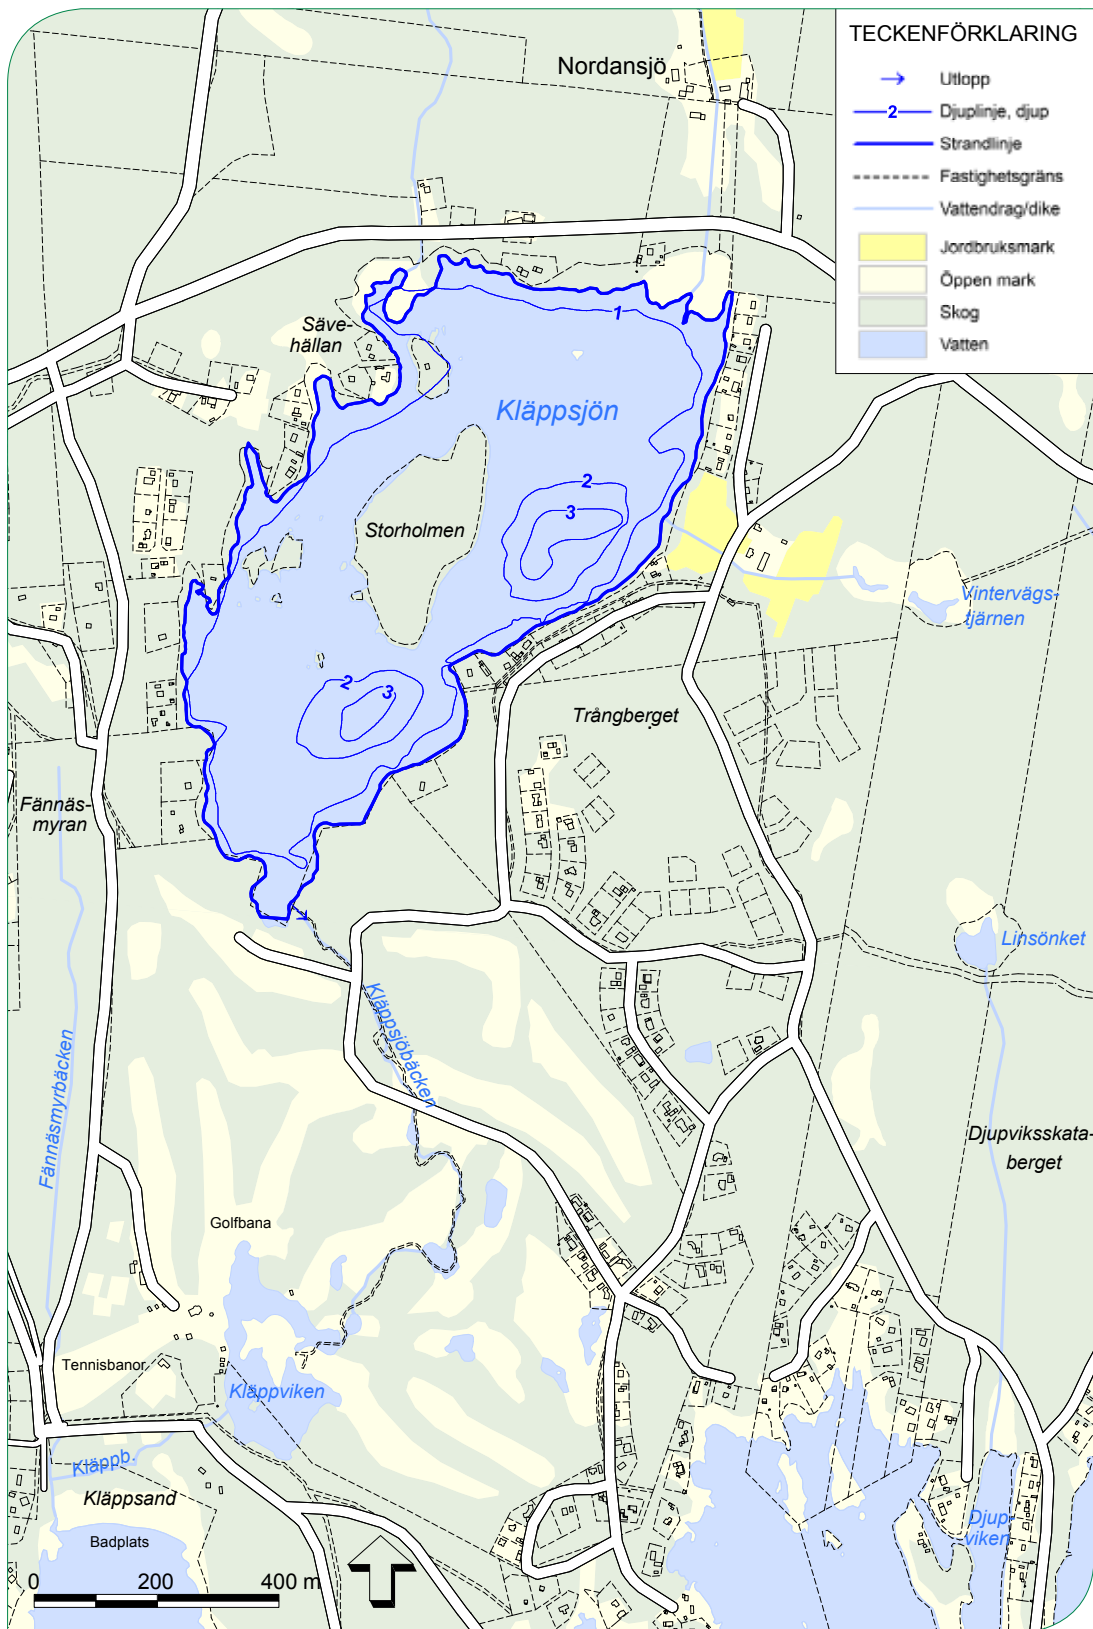 TECKENFÖRKLARING
Utlopp
2
Djuplinje, djup
Strandlinje
Fastighetsgräns
Vattendrag/dike
Jordbruksmark
Öppen mark
Skog
Vatten
Nordansjö
1
Säve-
hällan
Kläppsjön
2
3
Storholmen
Vintervägs-
tjärnen
2
3
Trångberget
Fännäs-
myran
Linsönket
Kläppsjöbäcken
Fännäsmyrbäcken
Djupviksskata-
berget
Golfbana
Tennisbanor
Kläppviken
Kläppb.
Kläppsand
Badplats
Djup-
viken
0 200 400 m